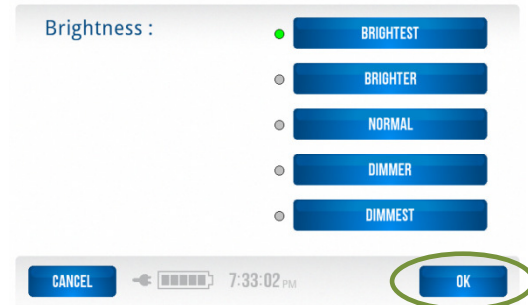 Brightness :
BRIGHTEST
BRIGHTER
NORMAL
DIMMER
DIMMEST
CANCEL 7:33:02 PM OK